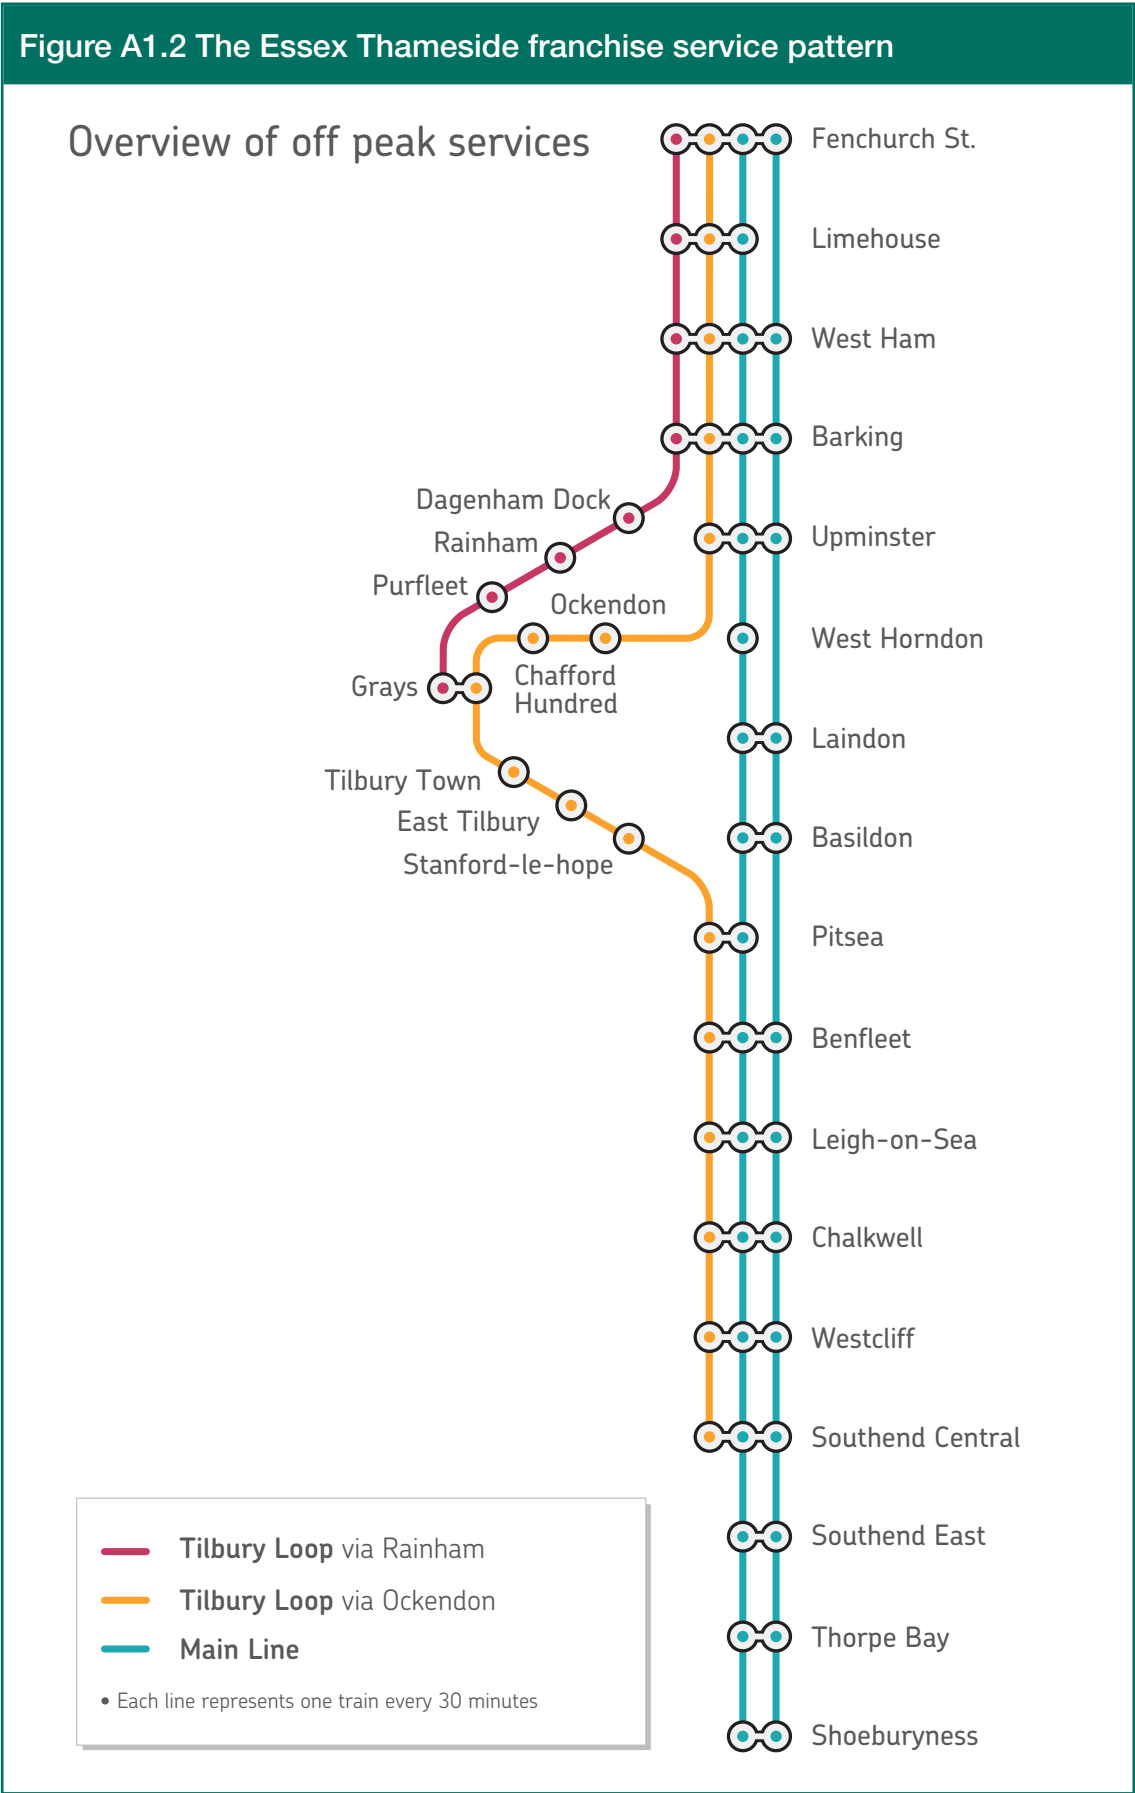 Figure A1.2 The Essex Thameside franchise service pattern
Overview of off peak services
Fenchurch St.
Limehouse
West Ham
Barking
Dagenham Dock
Rainham
Upminster
Purfleet
Ockendon
West Horndon
Chafford
Hundred
Grays
Laindon
Tilbury Town
East Tilbury
Basildon
Stanford-le-hope
Pitsea
Benfleet
Leigh-on-Sea
Chalkwell
Westcliff
Southend Central
Southend East
Thorpe Bay
Shoeburyness
Tilbury Loop via Rainham
Tilbury Loop via Ockendon
Main Line
• Each line represents one train every 30 minutes